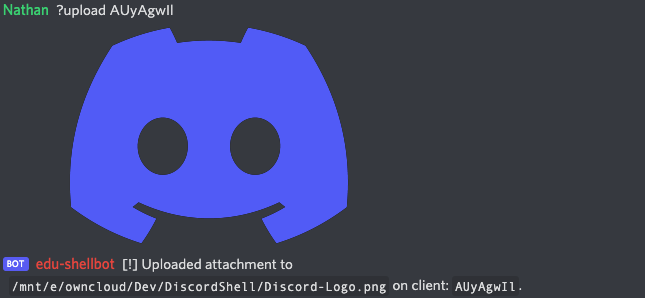 Nathan ?upload AUyAgwIl
BOT edu-shellbot [!] Uploaded attachment to
/mnt/e/owncloud/Dev/DiscordShell/Discord-Logo.png on client: AUyAgwIl.